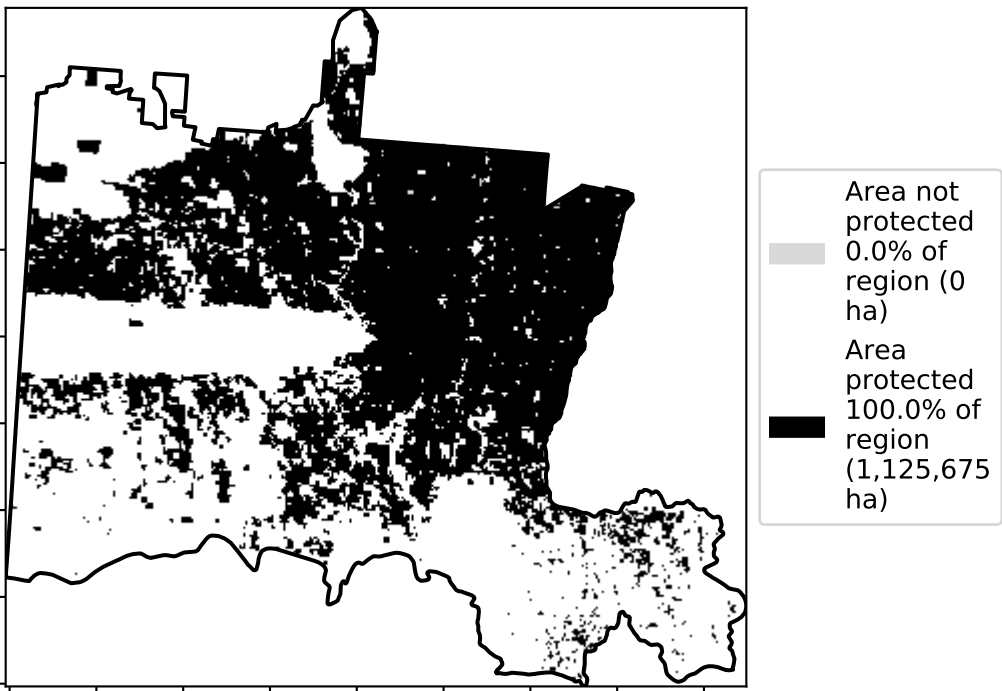 Area not
protected
0.0% of
region (0
ha)
Area
protected
100.0% of
region
(1,125,675
ha)